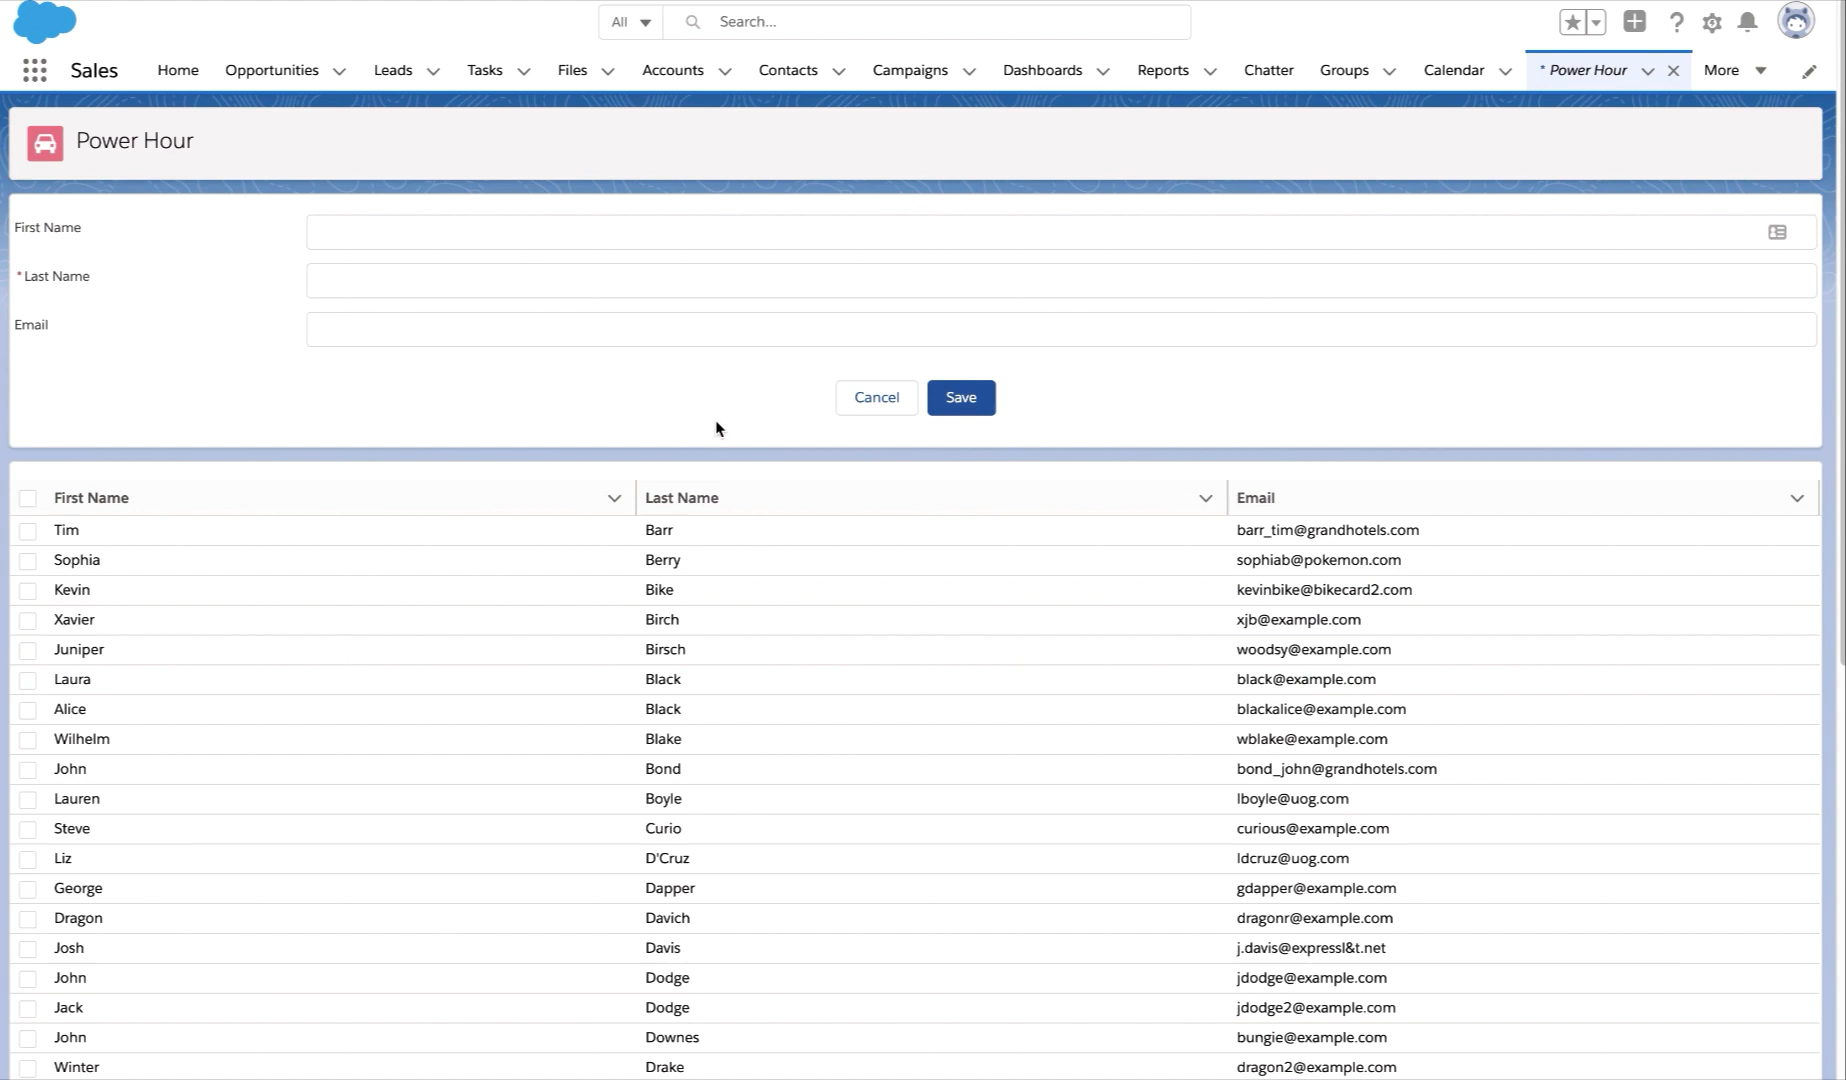 All Search...
Sales Home Opportunities Leads Tasks Files Accounts Contacts Campaigns Dashboards Reports Chatter Groups Calendar * Power Hour More
Power Hour
First Name
* Last Name
Email
Cancel Save
First Name Last Name Email
Tim Barr barr_tim@grandhotels.com
Sophia Berry sophiab@pokemon.com
Kevin Bike kevinbike@bikecard2.com
Xavier Birch xjb@example.com
Juniper Birsch woodsy@example.com
Laura Black black@example.com
Alice Black blackalice@example.com
Wilhelm Blake wblake@example.com
John Bond bond_john@grandhotels.com
Lauren Boyle lboyle@uog.com
Steve Curio curious@example.com
Liz D'Cruz ldcruz@uog.com
George Dapper gdapper@example.com
Dragon Davich dragonr@example.com
Josh Davis j.davis@expressl&t.net
John Dodge jdodge@example.com
Jack Dodge jdodge2@example.com
John Downes bungie@example.com
Winter Drake dragon2@example.com